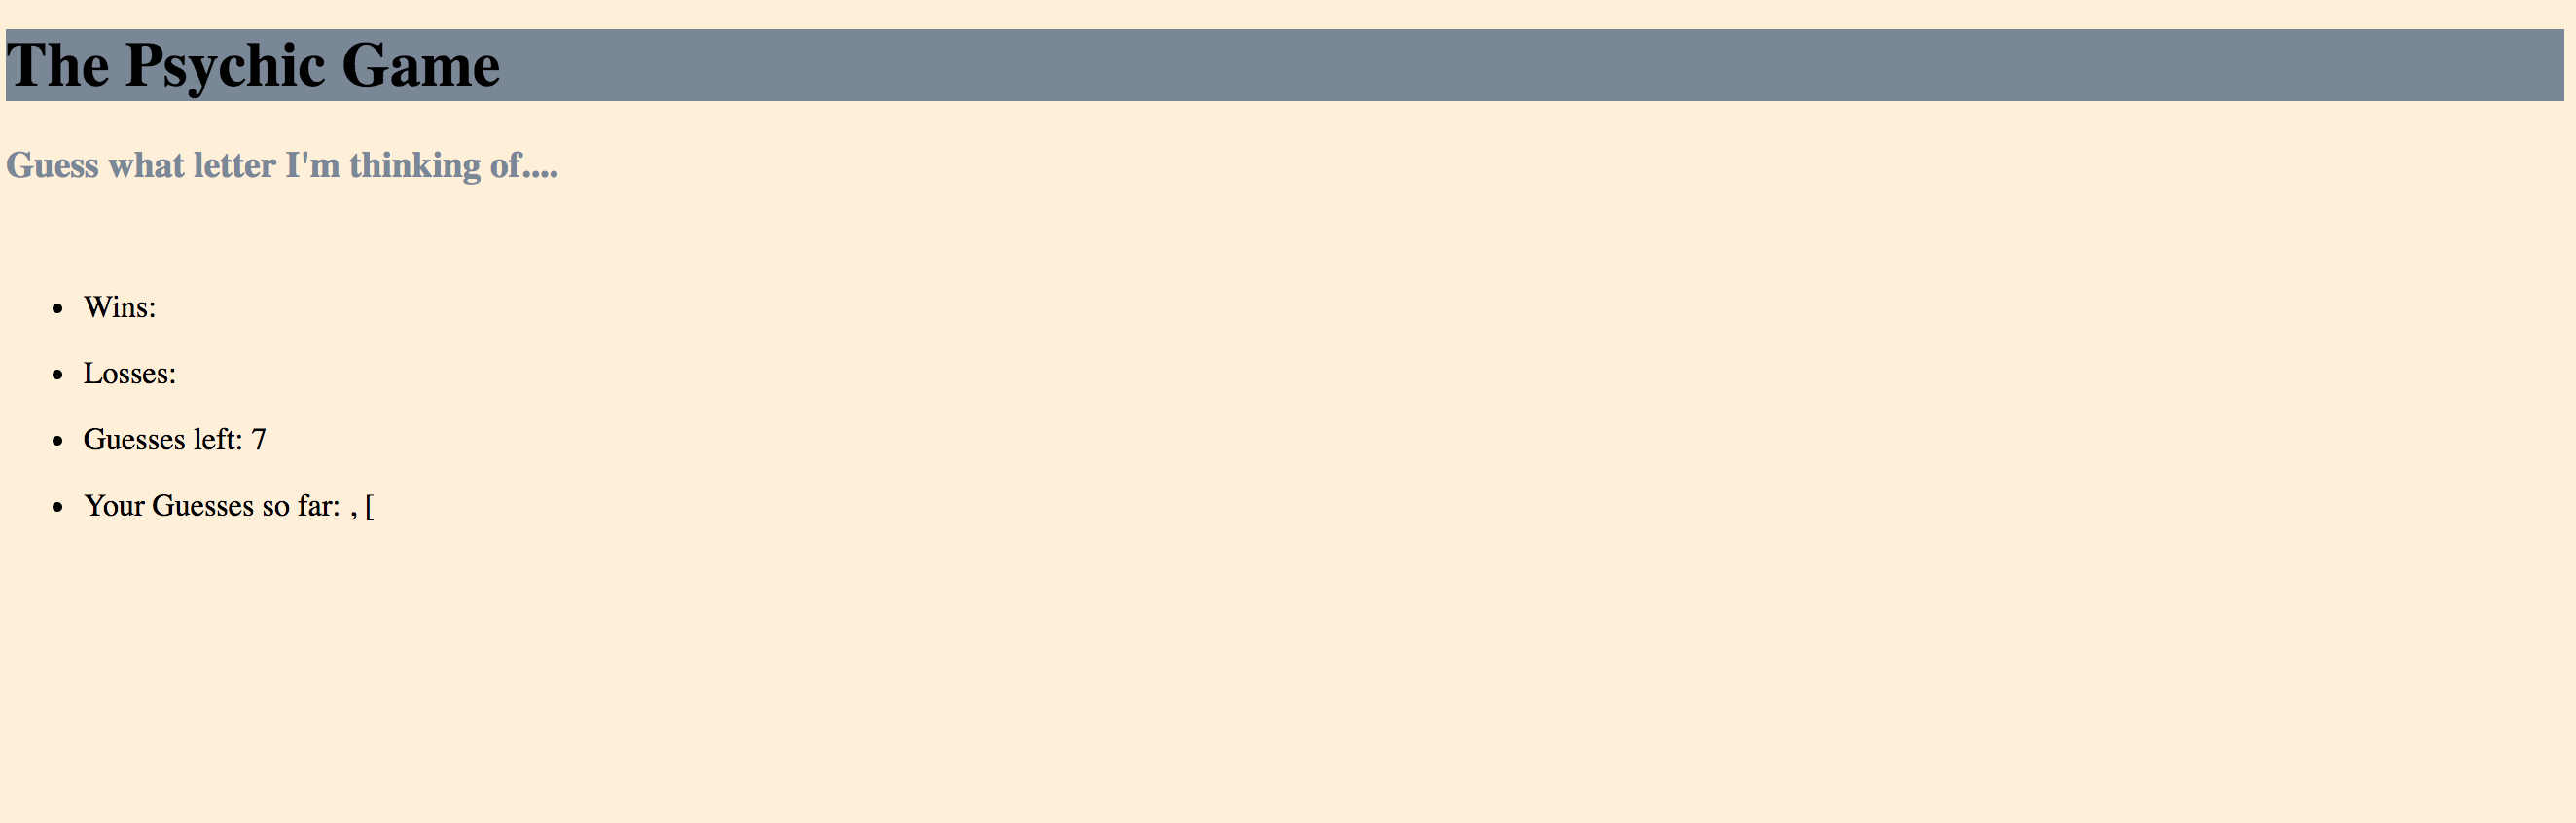 The Psychic Game
Guess what letter I'm thinking of....
• Wins:
• Losses:
• Guesses left: 7
• Your Guesses so far: , [